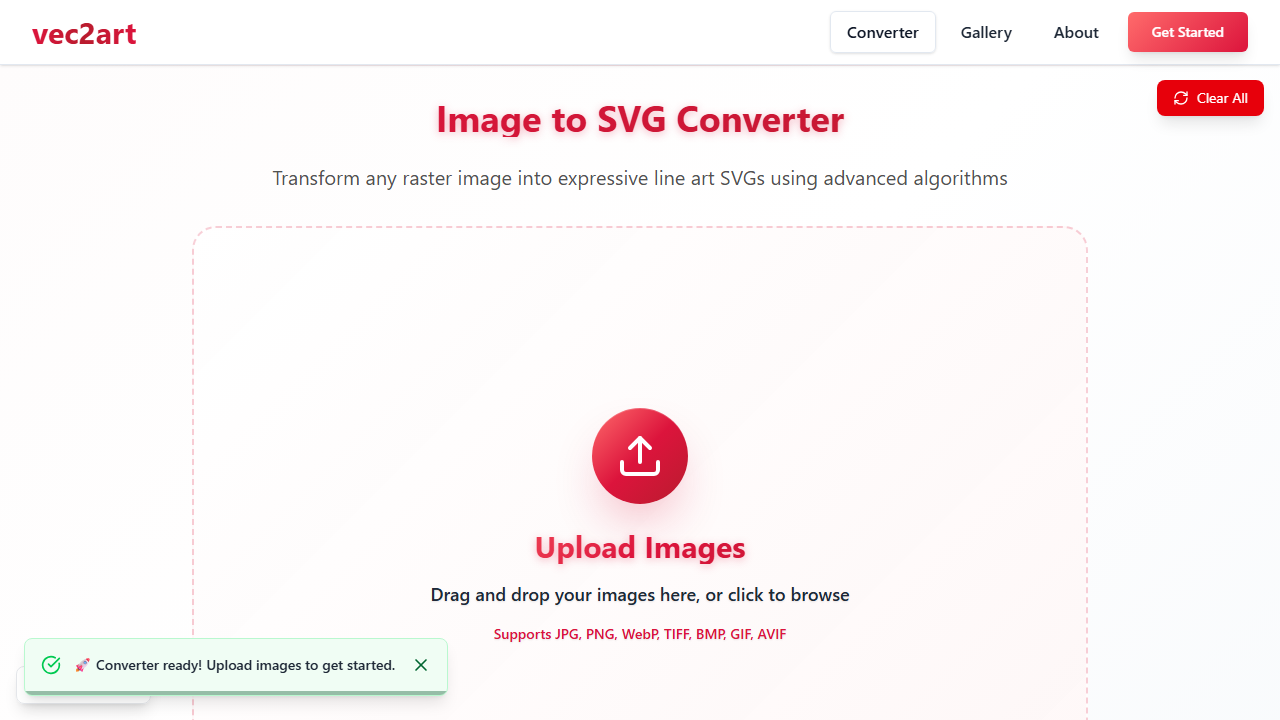 vec2art
Converter
Gallery
About
Get Started
Clear All
Image to SVG Converter
Transform any raster image into expressive line art SVGs using advanced algorithms
Upload Images
Drag and drop your images here, or click to browse
Supports JPG, PNG, WebP, TIFF, BMP, GIF, AVIF
🚀 Converter ready! Upload images to get started.